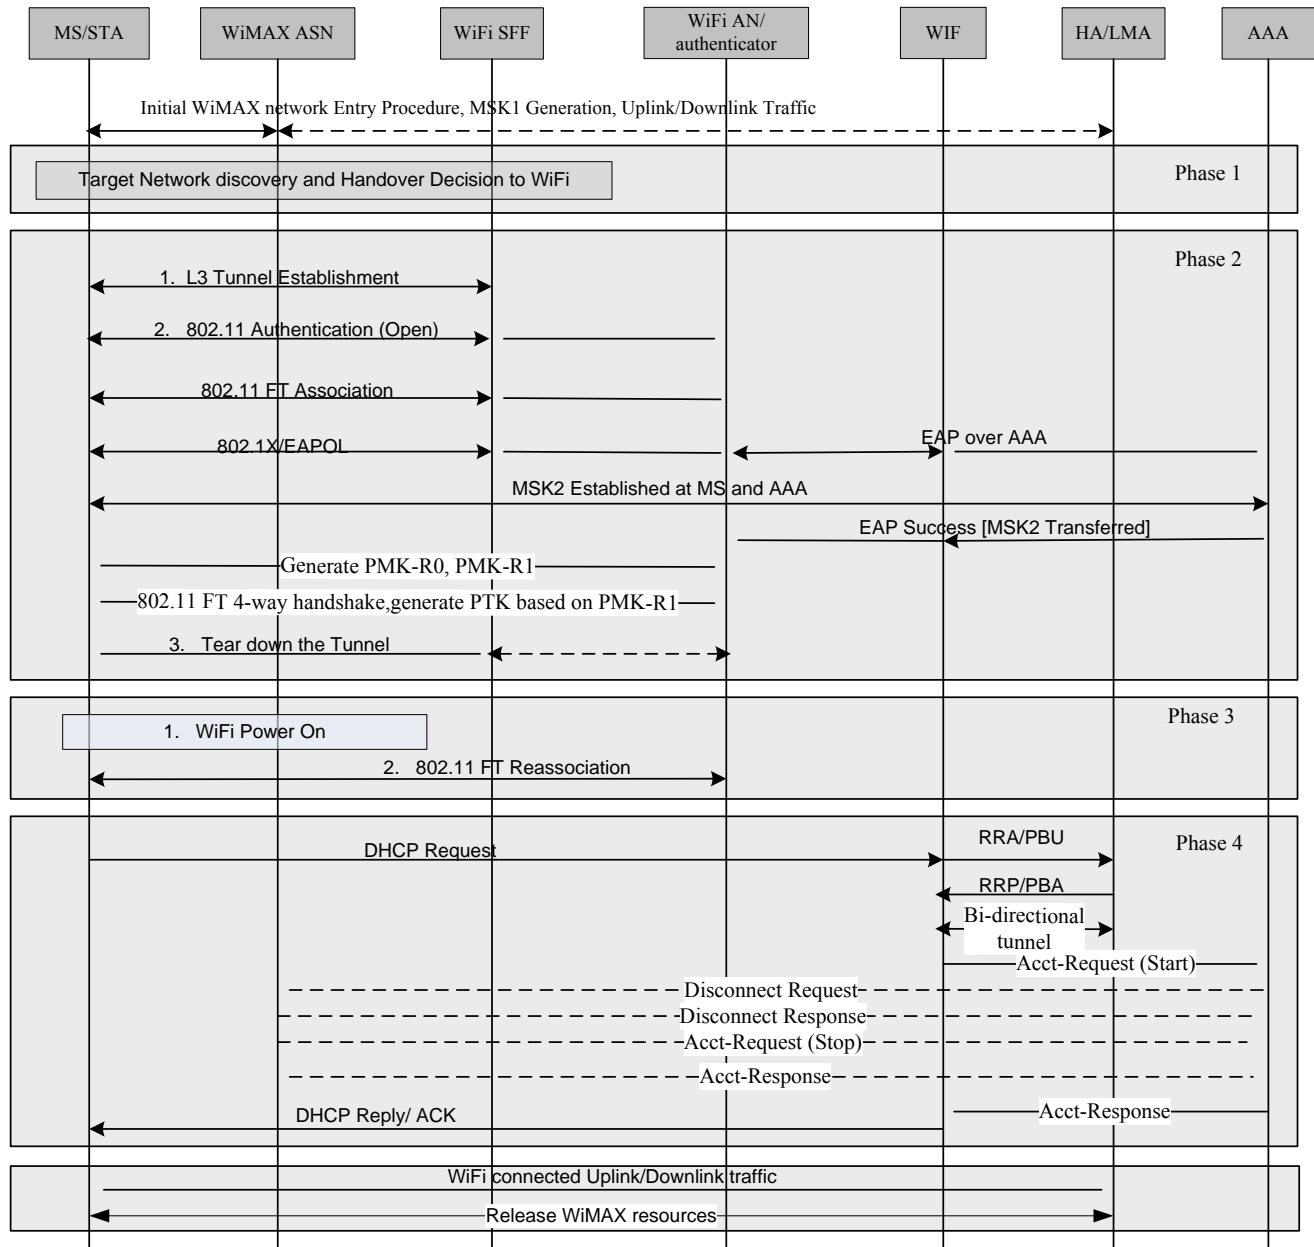 MS/STA
WiMAX ASN
WiFi SFF
WiFi AN/
authenticator
WIF
HA/LMA
AAA
Initial WiMAX network Entry Procedure, MSK1 Generation, Uplink/Downlink Traffic
Phase 1
Target Network discovery and Handover Decision to WiFi
Phase 2
1. L3 Tunnel Establishment
2. 802.11 Authentication (Open)
802.11 FT Association
802.1X/EAPOL
EAP over AAA
MSK2 Established at MS and AAA
EAP Success [MSK2 Transferred]
Generate PMK-R0, PMK-R1
802.11 FT 4-way handshake,generate PTK based on PMK-R1
3. Tear down the Tunnel
Phase 3
1. WiFi Power On
2. 802.11 FT Reassociation
Phase 4
DHCP Request
RRA/PBU
RRP/PBA
Bi-directional
tunnel
Acct-Request (Start)
Disconnect Request
Disconnect Response
Acct-Request (Stop)
Acct-Response
DHCP Reply/ ACK
Acct-Response
WiFi connected Uplink/Downlink traffic
Release WiMAX resources